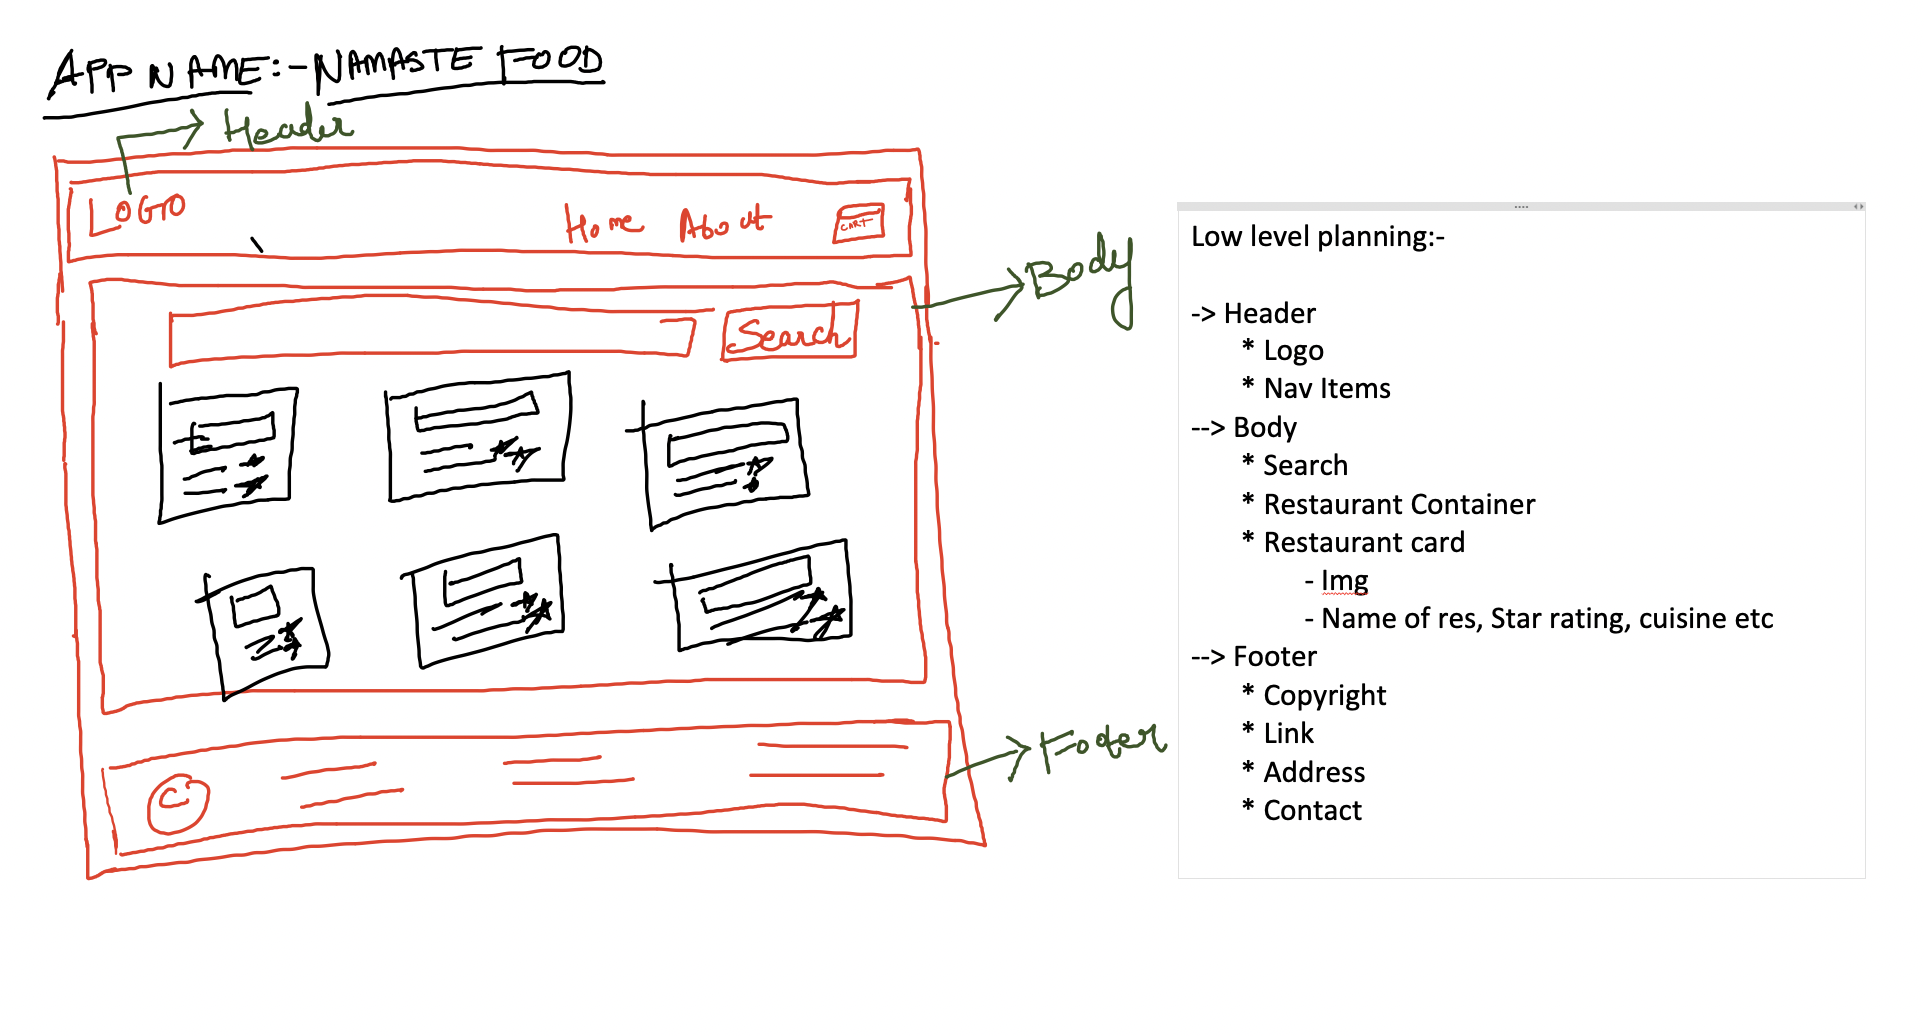 APP NAME:- NAMASTE FOOD
Header
LOGO
Home About
CART
Body
Search
Footer
C
Low level planning:-
-> Header
* Logo
* Nav Items
--> Body
* Search
* Restaurant Container
* Restaurant card
- Img
- Name of res, Star rating, cuisine etc
--> Footer
* Copyright
* Link
* Address
* Contact